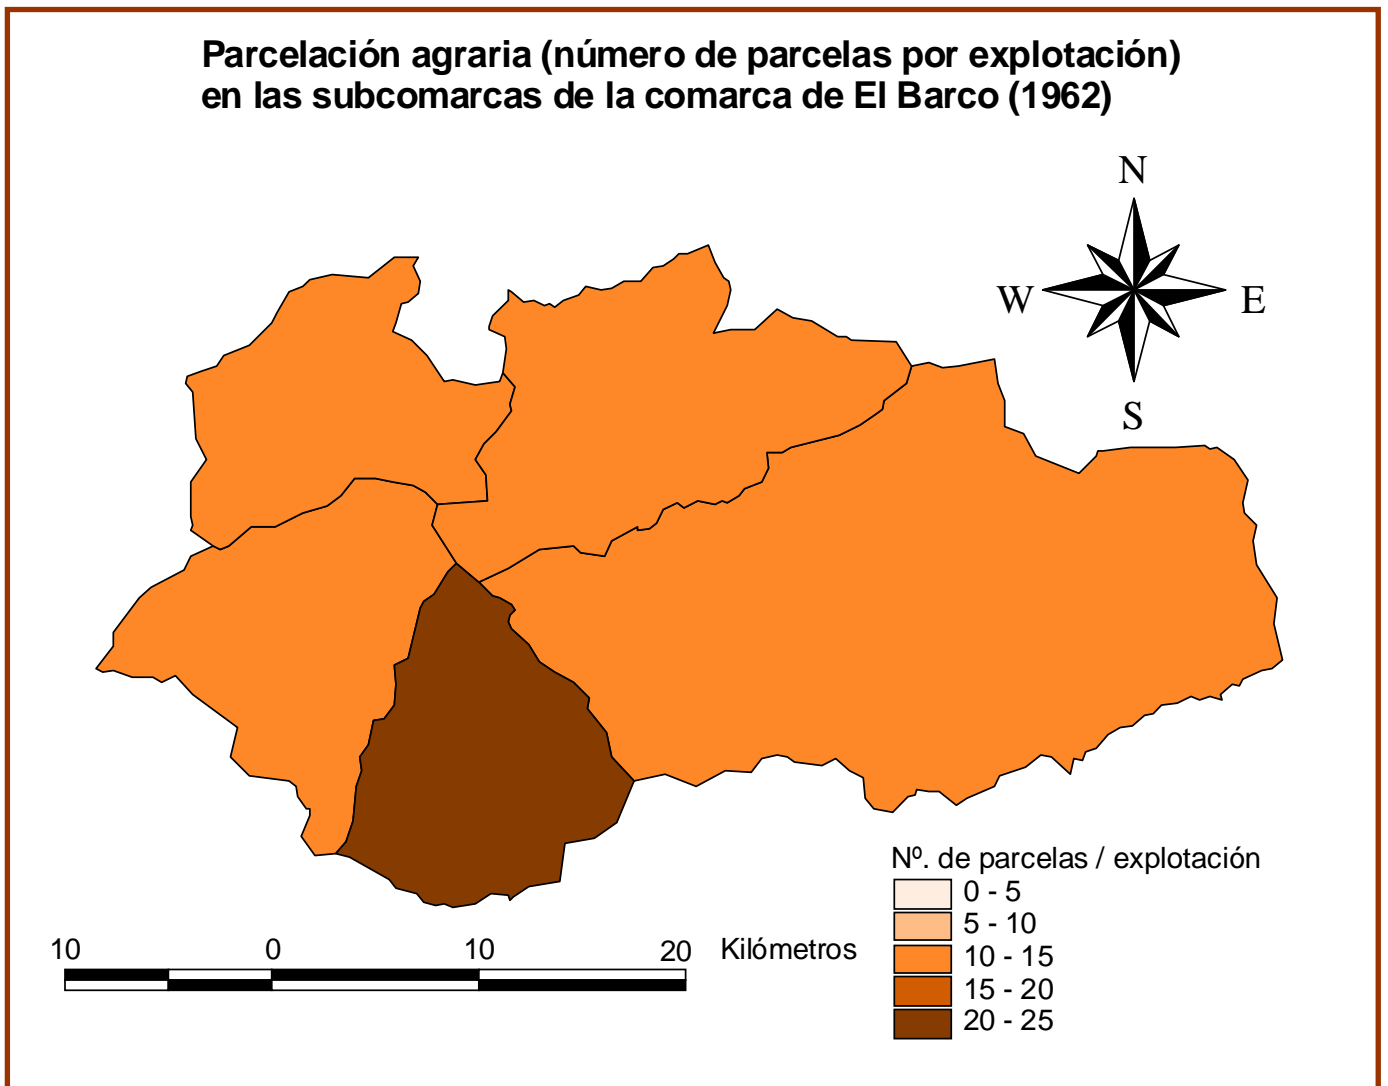 Parcelación agraria (número de parcelas por explotación)
en las subcomarcas de la comarca de El Barco (1962)
N
W
E
S
Nº. de parcelas / explotación
0 - 5
5 - 10
10 - 15
15 - 20
20 - 25
10 0 10 20 Kilómetros